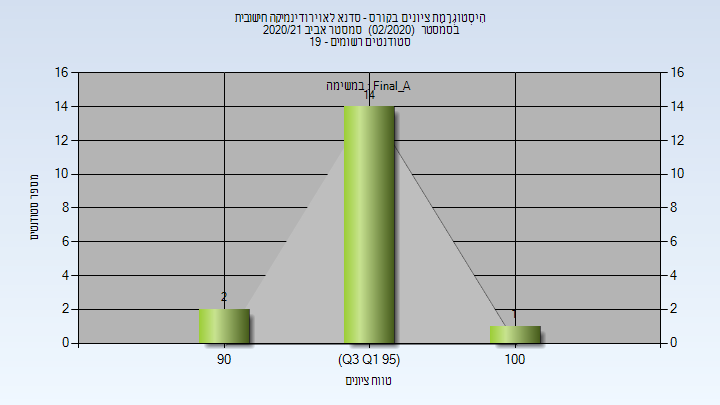 היסטוגרמת ציונים בקורס - סדנא לאוירודינמיקה חישובית
בסמסטר (02/2020) סמסטר אביב 2020/21
סטודנטים רשומים - 19
במשימה : Final_A
16 16
14 14 14
12 12
10 10
8 8
6 6
4 4
2 2 1 2
0 0
90 (Q3 Q1 95) 100
מספר סטודנטים
טווח ציונים